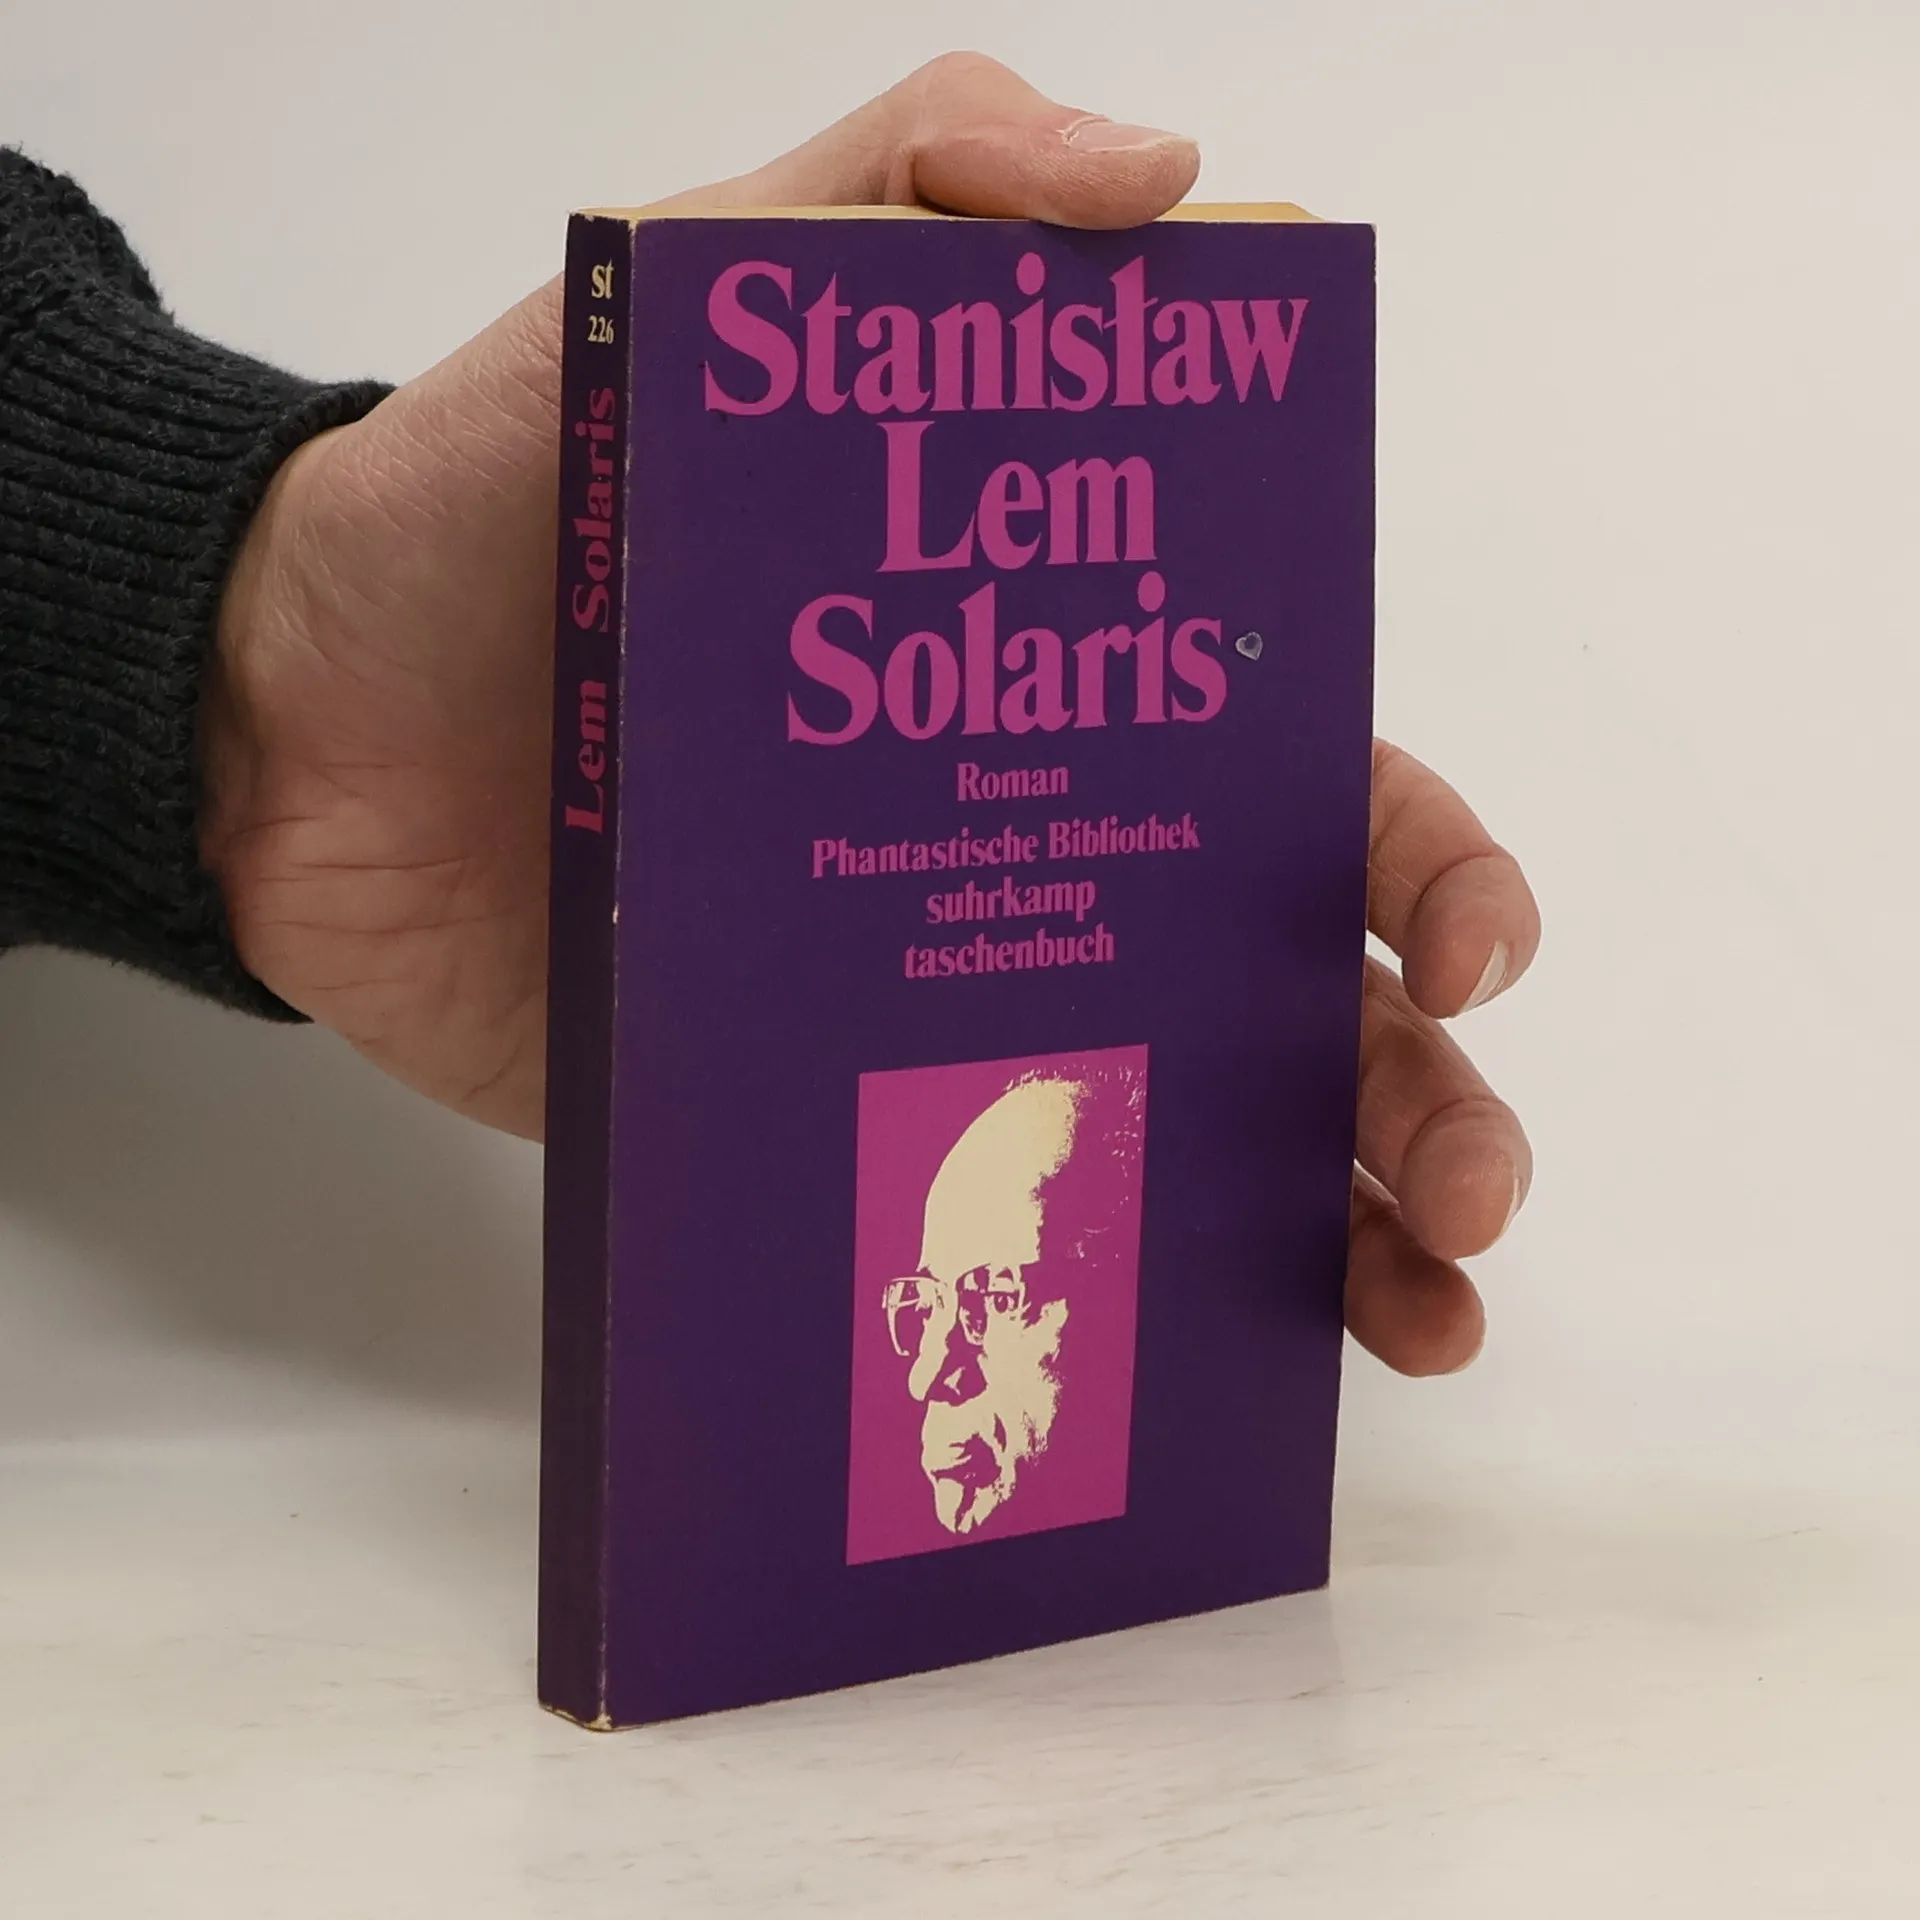 st
226
Lem Solaris
Stanisław
Lem
Solaris
Roman
Phantastische Bibliothek
suhrkamp
taschenbuch